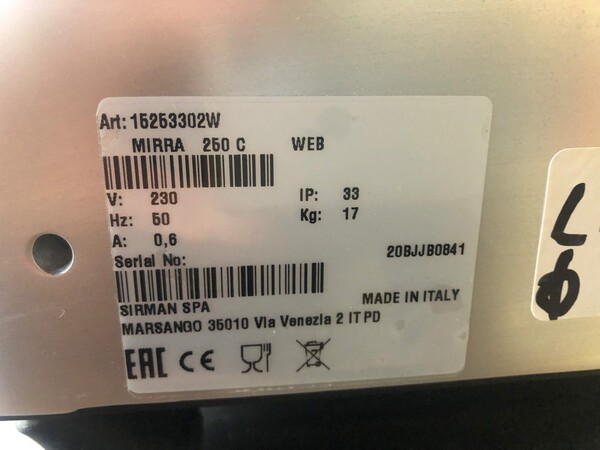 Art: 15253302W
MIRRA 250 C WEB
V: 230 IP: 33
Hz: 50 Kg: 17
A: 0,6
Serial No: 20BJJB0841
SIRMAN SPA MADE IN ITALY
MARSANGO 35010 Via Venezia 2 IT PD
EAC CE